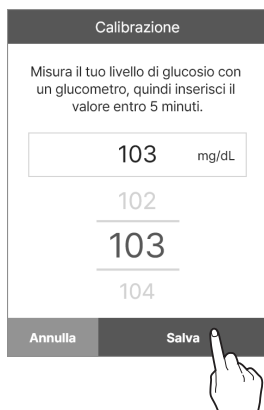 Calibrazione
Misura il tuo livello di glucosio con
un glucometro, quindi inserisci il
valore entro 5 minuti.
103 mg/dL
102
103
104
Annulla Salva